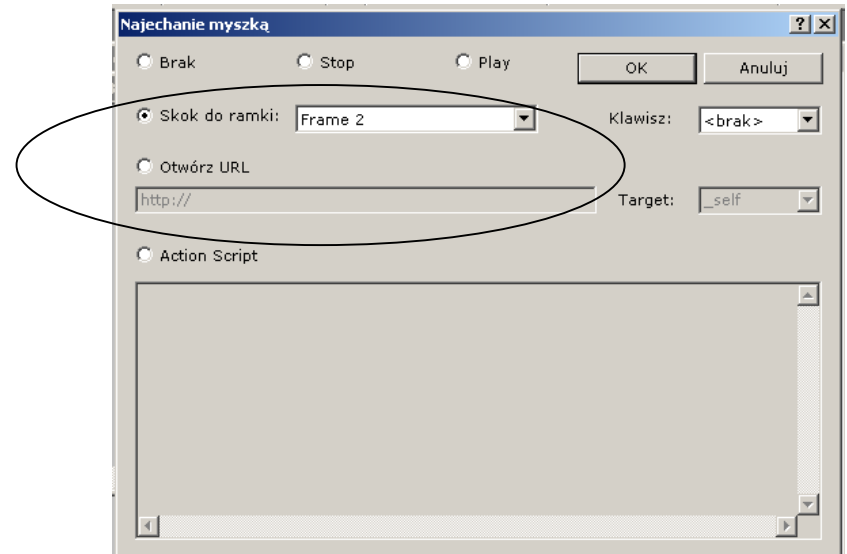 Najechanie myszką
Brak Stop Play OK Anuluj
Skok do ramki: Frame 2 Klawisz: <brak>
Otwórz URL
http:// Target: _self
Action Script